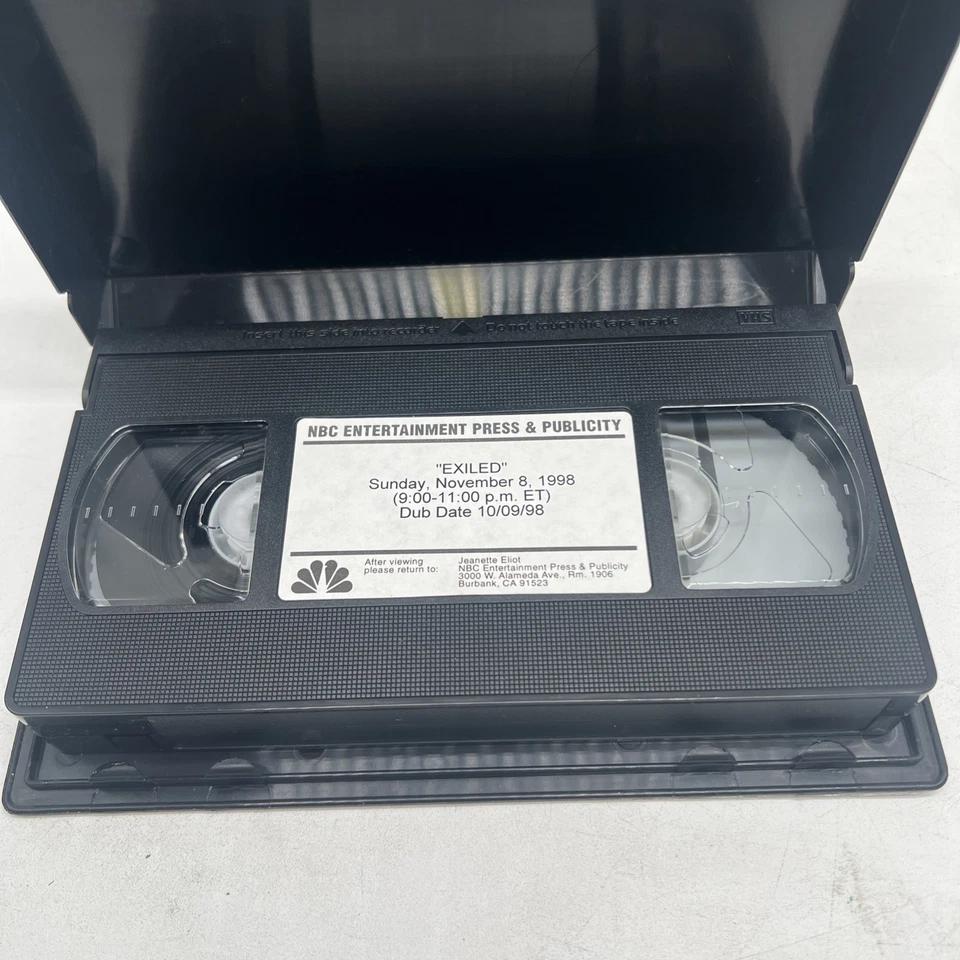 Insert this side into recorder Do not touch the tape inside VHS
NBC ENTERTAINMENT PRESS & PUBLICITY
"EXILED"
Sunday, November 8, 1998
(9:00-11:00 p.m. ET)
Dub Date 10/09/98
After viewing
please return to:
Jeanette Eliot
NBC Entertainment Press & Publicity
3000 W. Alameda Ave., Rm. 1906
Burbank, CA 91523